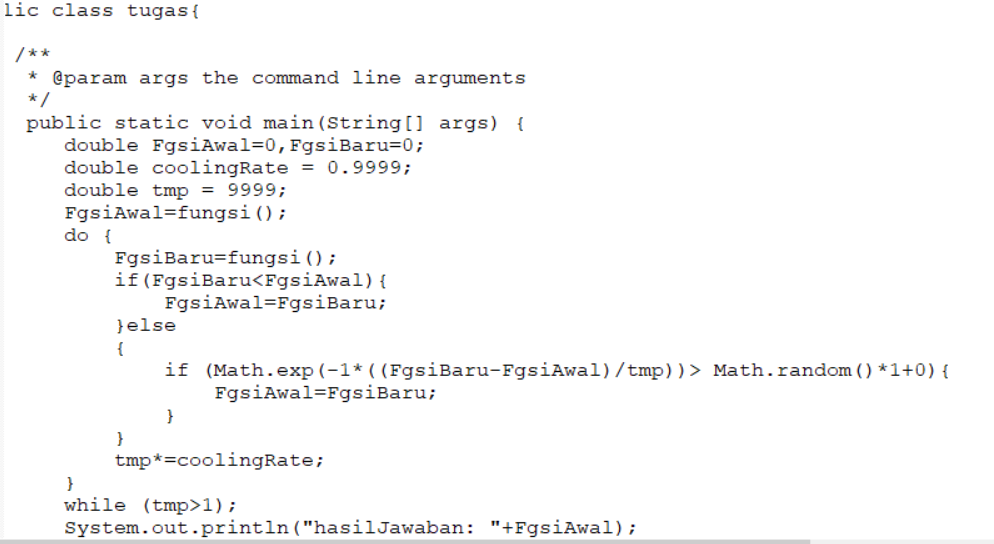 lic class tugas{
/**
* @param args the command line arguments
*/
public static void main(String[] args) {
double FgsiAwal=0,FgsiBaru=0;
double coolingRate = 0.9999;
double tmp = 9999;
FgsiAwal=fungsi();
do {
FgsiBaru=fungsi();
if(FgsiBaru<FgsiAwal){
FgsiAwal=FgsiBaru;
}else
{
if (Math.exp(-1*((FgsiBaru-FgsiAwal)/tmp))> Math.random()*1+0){
FgsiAwal=FgsiBaru;
}
}
tmp*=coolingRate;
}
while (tmp>1);
System.out.println("hasilJawaban: "+FgsiAwal);